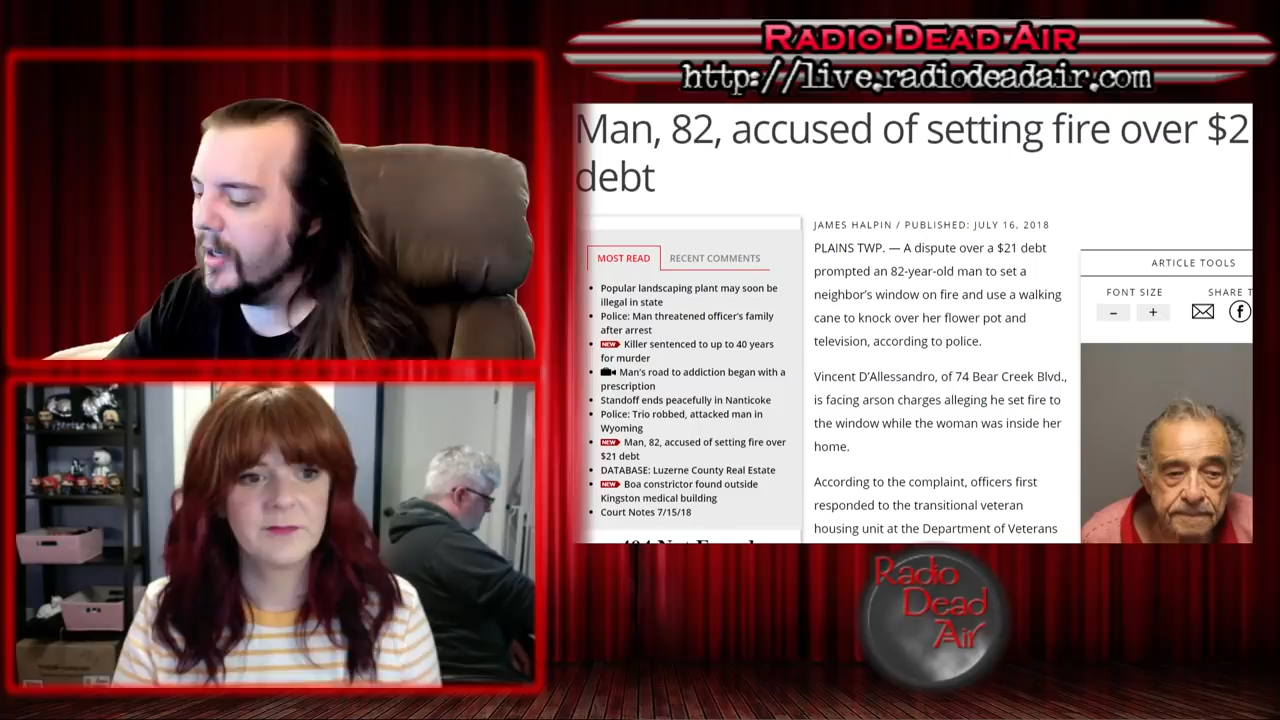 RADIO DEAD AIR
http://live.radiodeadair.com
Man, 82, accused of setting fire over $2
debt
MOST READ
RECENT COMMENTS
Popular landscaping plant may soon be
illegal in state
Police: Man threatened officer's family
after arrest
NEW Killer sentenced to up to 40 years
for murder
Man's road to addiction began with a
prescription
Standoff ends peacefully in Nanticoke
Police: Trio robbed, attacked man in
Wyoming
NEW Man, 82, accused of setting fire over
$21 debt
DATABASE: Luzerne County Real Estate
NEW Boa constrictor found outside
Kingston medical building
Court Notes 7/15/18
JAMES HALPIN / PUBLISHED: JULY 16, 2018
PLAINS TWP. — A dispute over a $21 debt
prompted an 82-year-old man to set a
neighbor's window on fire and use a walking
cane to knock over her flower pot and
television, according to police.
Vincent D'Allessandro, of 74 Bear Creek Blvd.,
is facing arson charges alleging he set fire to
the window while the woman was inside her
home.
According to the complaint, officers first
responded to the transitional veteran
housing unit at the Department of Veterans
ARTICLE TOOLS
FONT SIZE
SHARE T
- +
Radio
Dead
Air